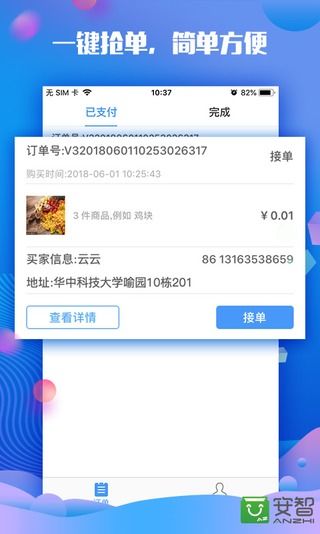 一键抢单，简单方便
无 SIM 卡
10:37
82%
已支付
完成
订单号:V32018060110253026317
接单
购买时间:2018-06-01 10:25:43
3 件商品,例如 鸡块
¥ 0.01
买家信息:云云
86 13163538659
地址:华中科技大学喻园10栋201
查看详情
接单
订单
安智
ANZHI
AZ